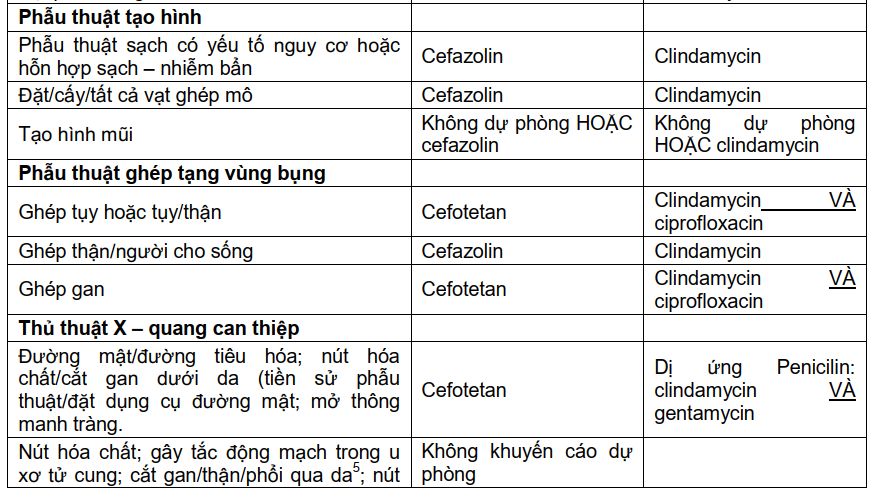 Phẫu thuật tạo hình
Phẫu thuật sạch có yếu tố nguy cơ hoặc
hỗn hợp sạch – nhiễm bẩn
Cefazolin
Clindamycin
Đặt/cấy/tất cả vạt ghép mô
Cefazolin
Clindamycin
Tạo hình mũi
Không dự phòng HOẶC
cefazolin
Không dự phòng
HOẶC clindamycin
Phẫu thuật ghép tạng vùng bụng
Ghép tụy hoặc tụy/thận
Cefotetan
Clindamycin VÀ
ciprofloxacin
Ghép thận/người cho sống
Cefazolin
Clindamycin
Ghép gan
Cefotetan
Clindamycin VÀ
ciprofloxacin
Thủ thuật X – quang can thiệp
Đường mật/đường tiêu hóa; nút hóa
chất/cắt gan dưới da (tiền sử phẫu
thuật/đặt dụng cụ đường mật; mở thông
manh tràng.
Cefotetan
Dị ứng Penicilin:
clindamycin VÀ
gentamycin
Nút hóa chất; gây tắc động mạch trong u
xơ tử cung; cắt gan/thận/phổi qua da5; nút
Không khuyến cáo dự
phòng